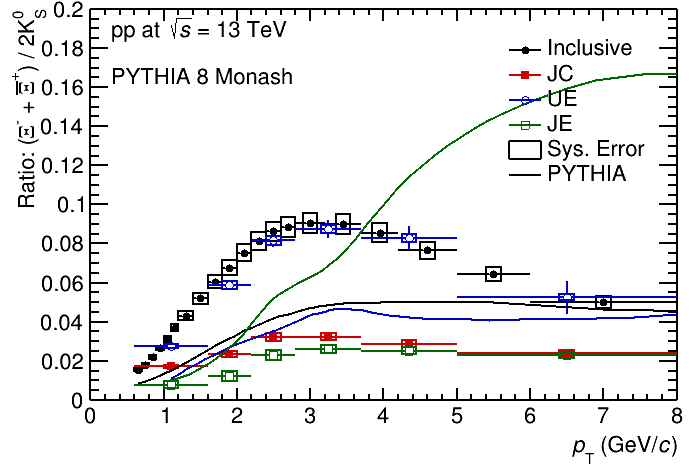 pp at √s = 13 TeV
PYTHIA 8 Monash
Inclusive
JC
UE
JE
Sys. Error
PYTHIA
Ratio: (Ξ⁻ + Ξ̅⁺) / 2K⁰S
0.2
0.18
0.16
0.14
0.12
0.1
0.08
0.06
0.04
0.02
0
0 1 2 3 4 5 6 7 8
pT (GeV/c)